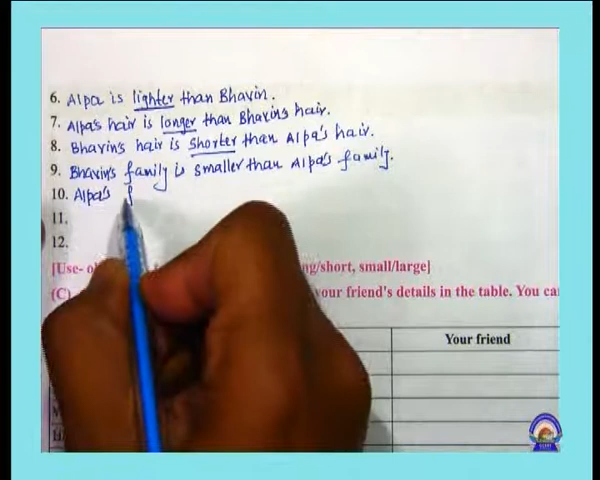 6. Alpa is lighter than Bhavin.
7. Alpa's hair is longer than Bhavin's hair.
8. Bhavin's hair is shorter than Alpa's hair.
9. Bhavin's family is smaller than Alpa's family.
10. Alpa's f
11.
12.
[Use- ng/short, small/large]
(C) your friend's details in the table. You can
Your friend